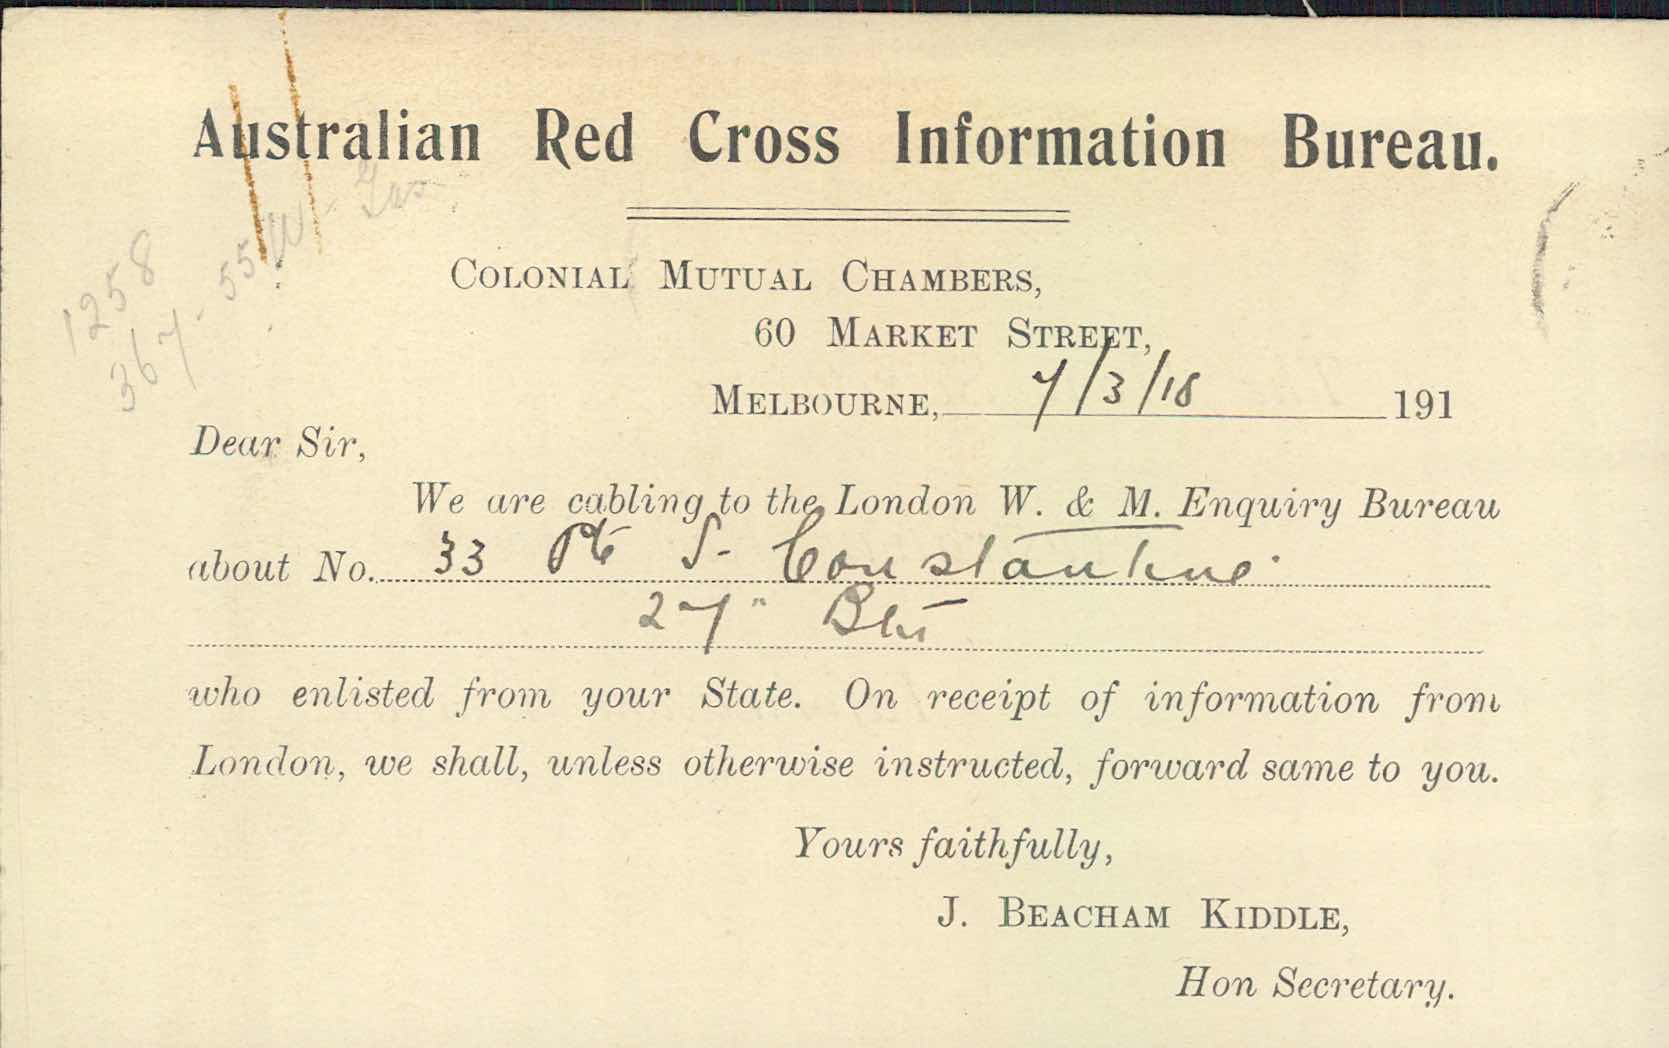 Australian Red Cross Information Bureau.
1258
367 - 55 W Gas
COLONIAL MUTUAL CHAMBERS,
60 MARKET STREET,
MELBOURNE, 7/3/18 191
Dear Sir,
We are cabling to the London W. & M. Enquiry Bureau
about No. 33 Pte S- Constantine.
27" Btn
who enlisted from your State. On receipt of information from
London, we shall, unless otherwise instructed, forward same to you.
Yours faithfully,
J. BEACHAM KIDDLE,
Hon Secretary.